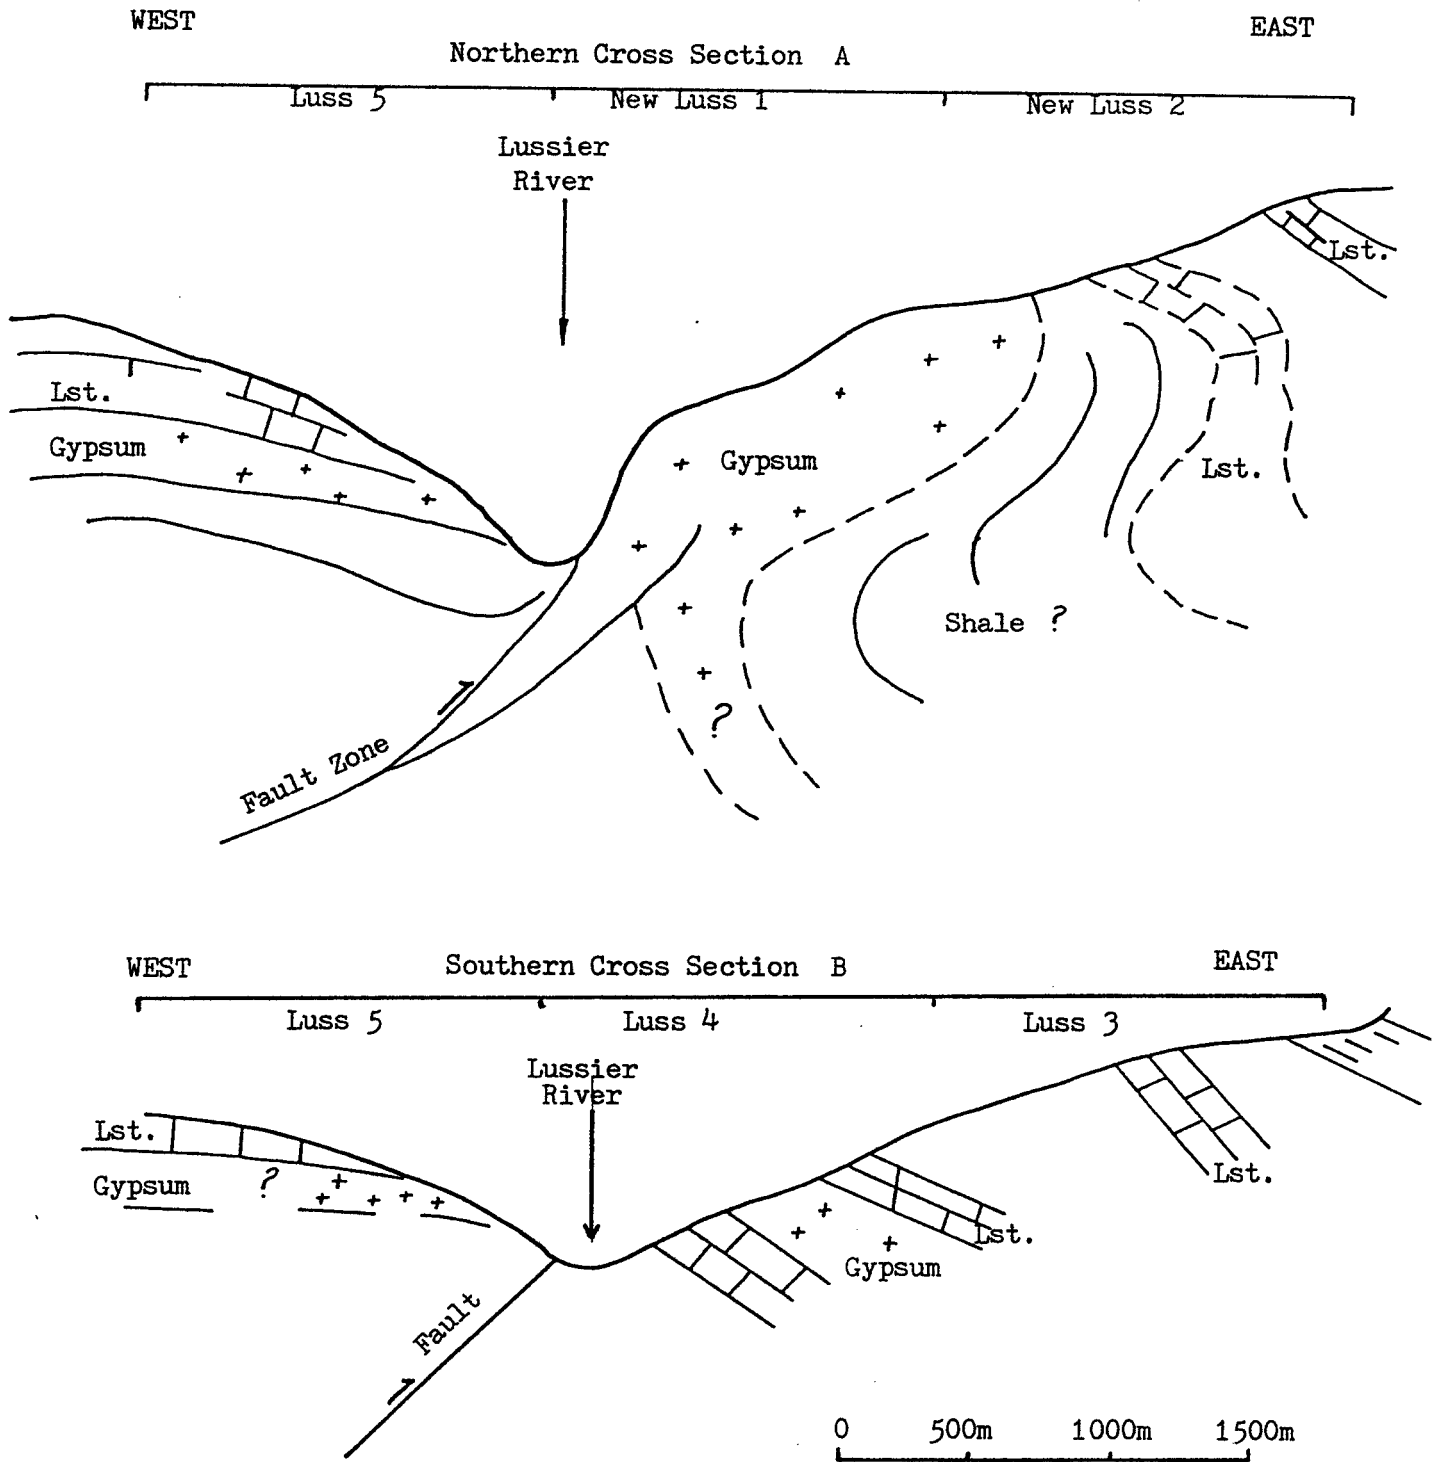 WEST
EAST
Northern Cross Section A
Luss 5
New Luss 1
New Luss 2
Lussier
River
Lst.
Lst.
Gypsum
Gypsum
Lst.
Shale ?
?
Fault Zone
WEST
Southern Cross Section B
EAST
Luss 5
Luss 4
Luss 3
Lussier
River
Lst.
Gypsum ?
Lst.
Lst.
Gypsum
Fault
0 500m 1000m 1500m